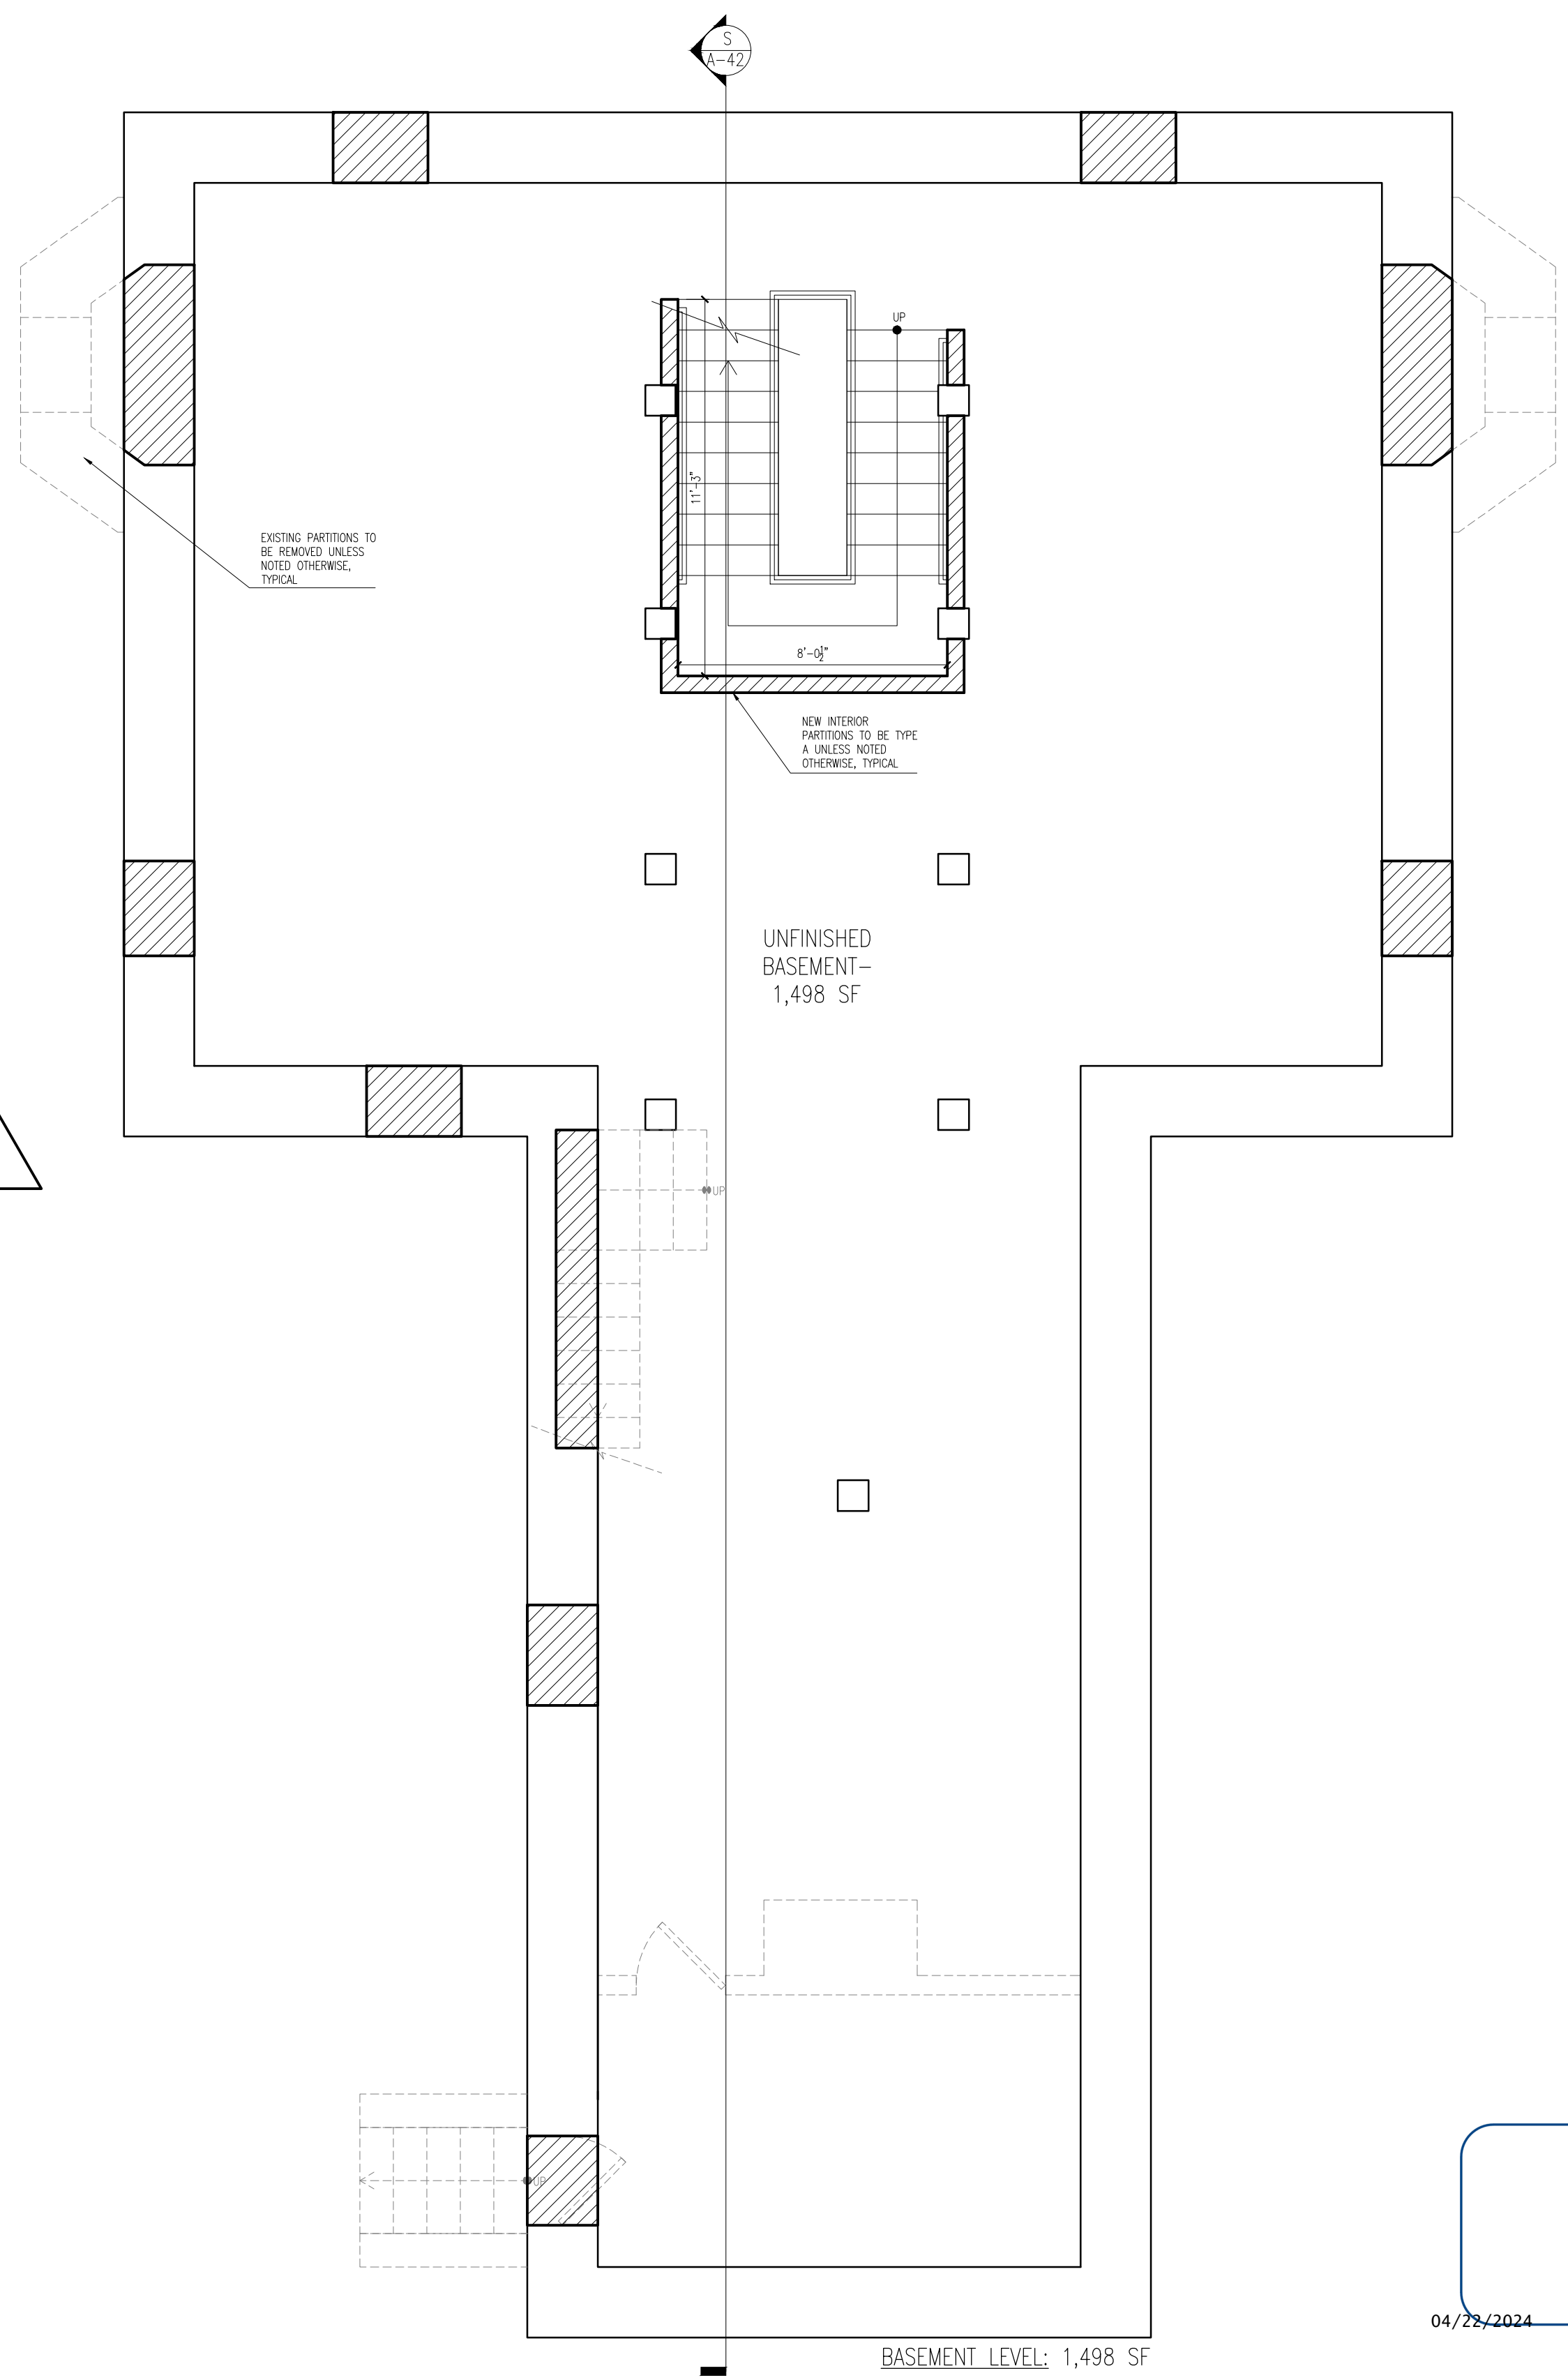 S
A-42
UP
11'-3"
8'-0½"
EXISTING PARTITIONS TO
BE REMOVED UNLESS
NOTED OTHERWISE,
TYPICAL
NEW INTERIOR
PARTITIONS TO BE TYPE
A UNLESS NOTED
OTHERWISE, TYPICAL
UNFINISHED
BASEMENT-
1,498 SF
UP
UP
04/22/2024
BASEMENT LEVEL: 1,498 SF